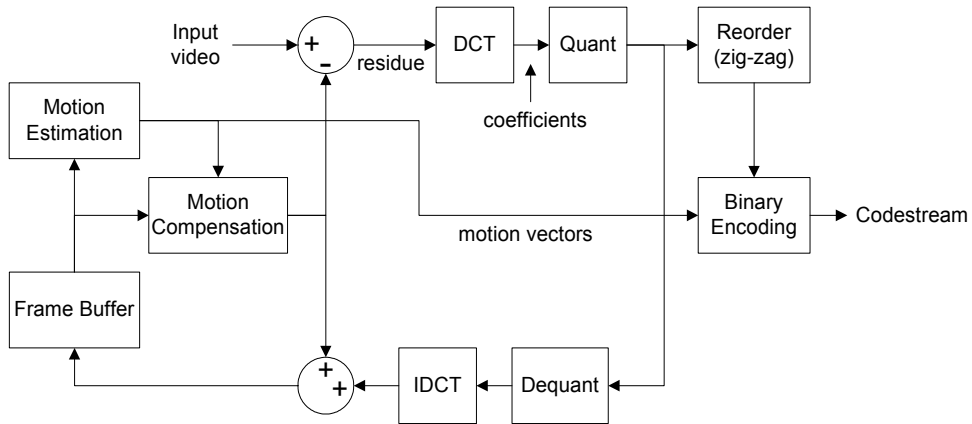 Input
video
+
-
residue
DCT
Quant
Reorder
(zig-zag)
coefficients
Motion
Estimation
Motion
Compensation
motion vectors
Binary
Encoding
Codestream
Frame Buffer
+
+
IDCT
Dequant